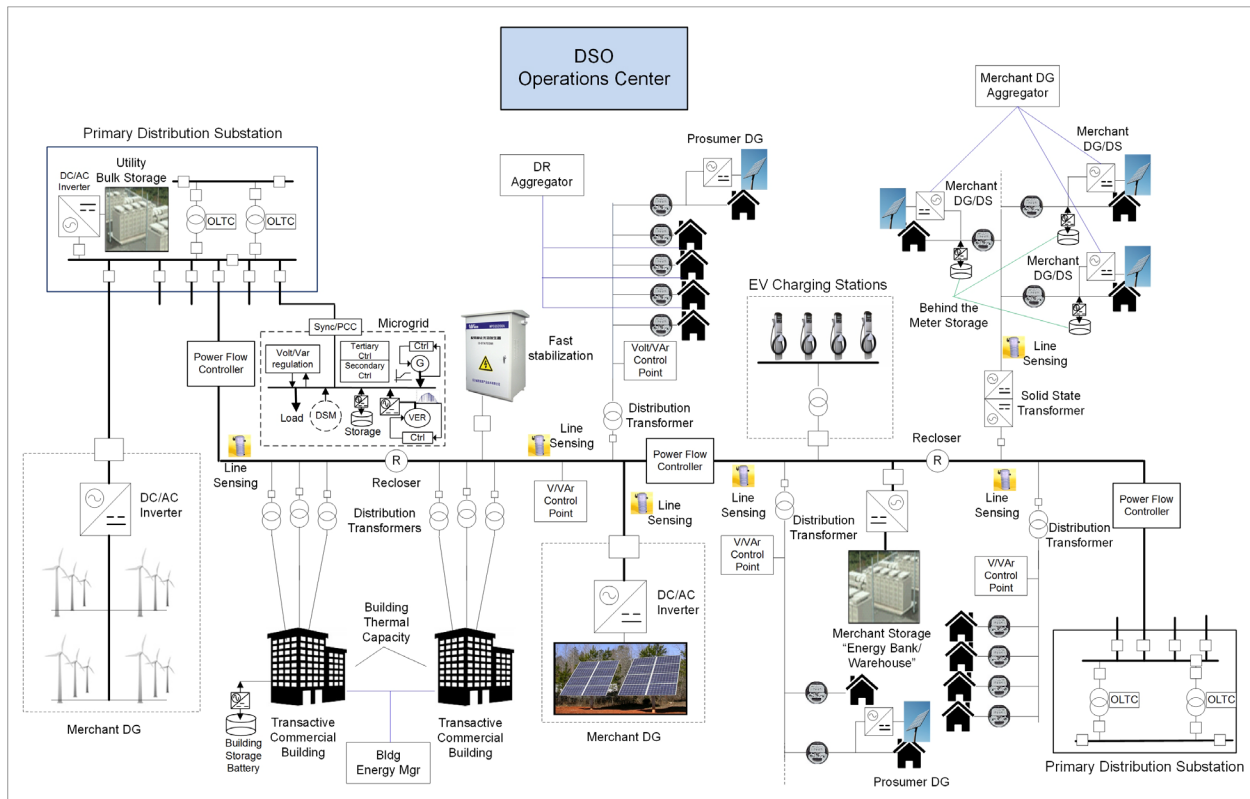 DSO
Operations Center
Merchant DG
Aggregator
Primary Distribution Substation
Prosumer DG
Merchant
DG/DS
DC/AC
Inverter
Utility
Bulk Storage
DR
Aggregator
Merchant
DG/DS
OLTC
OLTC
Merchant
DG/DS
EV Charging Stations
Behind the
Meter Storage
Sync/PCC
Microgrid
Fast
stabilization
Volt/VAr
Control
Point
Line
Sensing
Power Flow
Controller
Volt/Var
regulation
Tertiary
Ctrl
Secondary
Ctrl
Ctrl
G
Load
DSM
Storage
VER
Ctrl
Distribution
Transformer
Solid State
Transformer
Line
Sensing
R
Recloser
Line
Sensing
Power Flow
Controller
Recloser
R
DC/AC
Inverter
Distribution
Transformers
V/VAr
Control
Point
Line
Sensing
Line
Sensing
Distribution
Transformer
Line
Sensing
Distribution
Transformer
Power Flow
Controller
V/VAr
Control
Point
V/VAr
Control
Point
DC/AC
Inverter
Building
Thermal
Capacity
Merchant Storage
“Energy Bank/
Warehouse”
OLTC
OLTC
Merchant DG
Transactive
Commercial
Building
Transactive
Commercial
Building
Merchant DG
Building
Storage
Battery
Bldg
Energy Mgr
Prosumer DG
Primary Distribution Substation